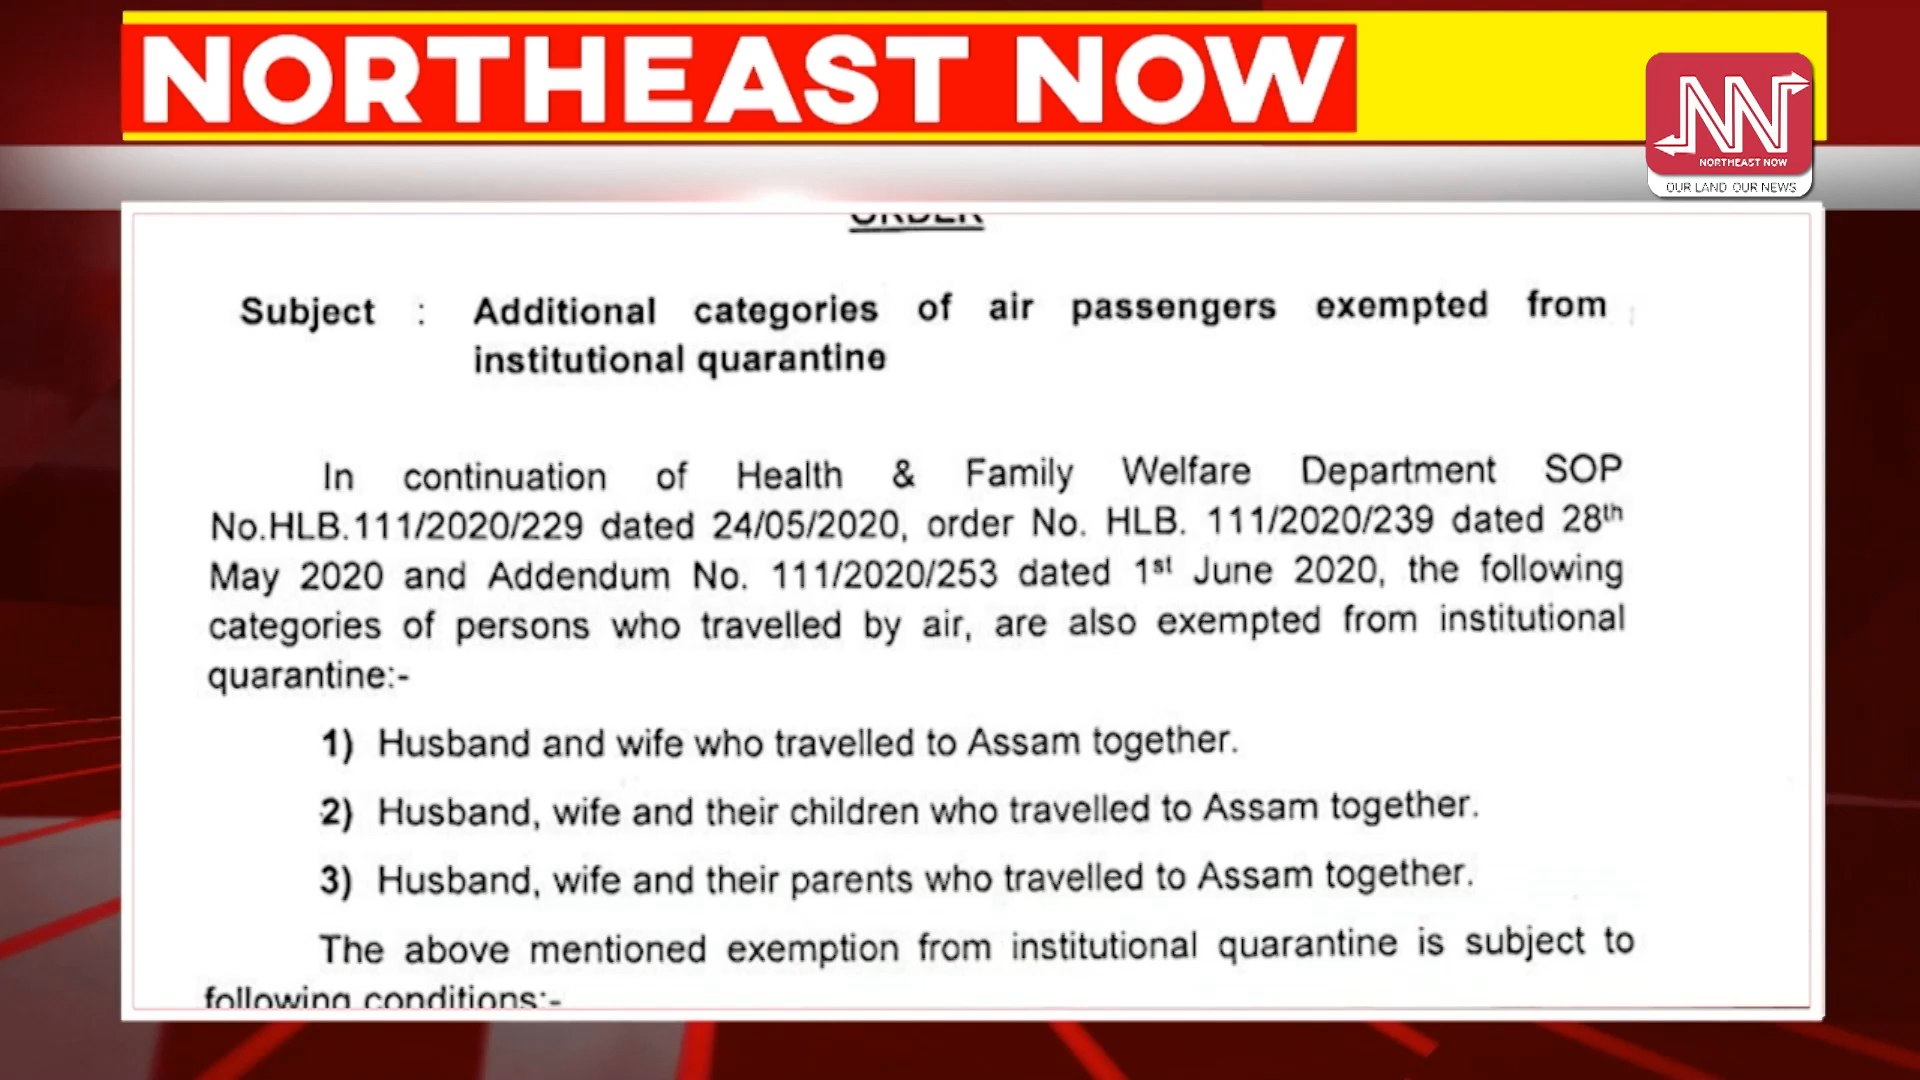 NORTHEAST NOW
NN
NORTHEAST NOW
OUR LAND OUR NEWS
ORDER
Subject : Additional categories of air passengers exempted from
institutional quarantine
In continuation of Health & Family Welfare Department SOP
No.HLB.111/2020/229 dated 24/05/2020, order No. HLB. 111/2020/239 dated 28th
May 2020 and Addendum No. 111/2020/253 dated 1st June 2020, the following
categories of persons who travelled by air, are also exempted from institutional
quarantine:-
1) Husband and wife who travelled to Assam together.
2) Husband, wife and their children who travelled to Assam together.
3) Husband, wife and their parents who travelled to Assam together.
The above mentioned exemption from institutional quarantine is subject to
following conditions:-